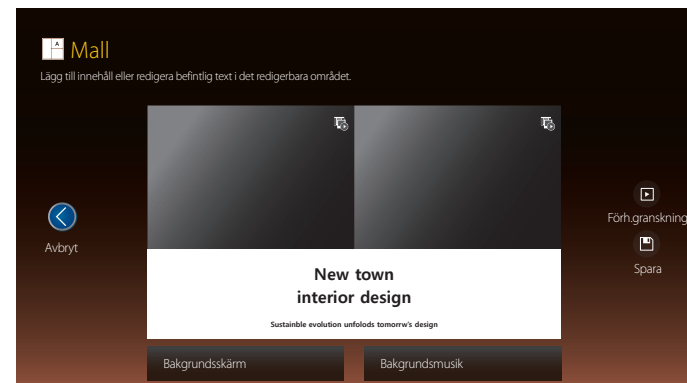 Mall
Lägg till innehåll eller redigera befintlig text i det redigerbara området.
Avbryt
New town
interior design
Sustainble evolution unfolods tomorrw's design
Förh.granskning
Spara
Bakgrundsskärm
Bakgrundsmusik